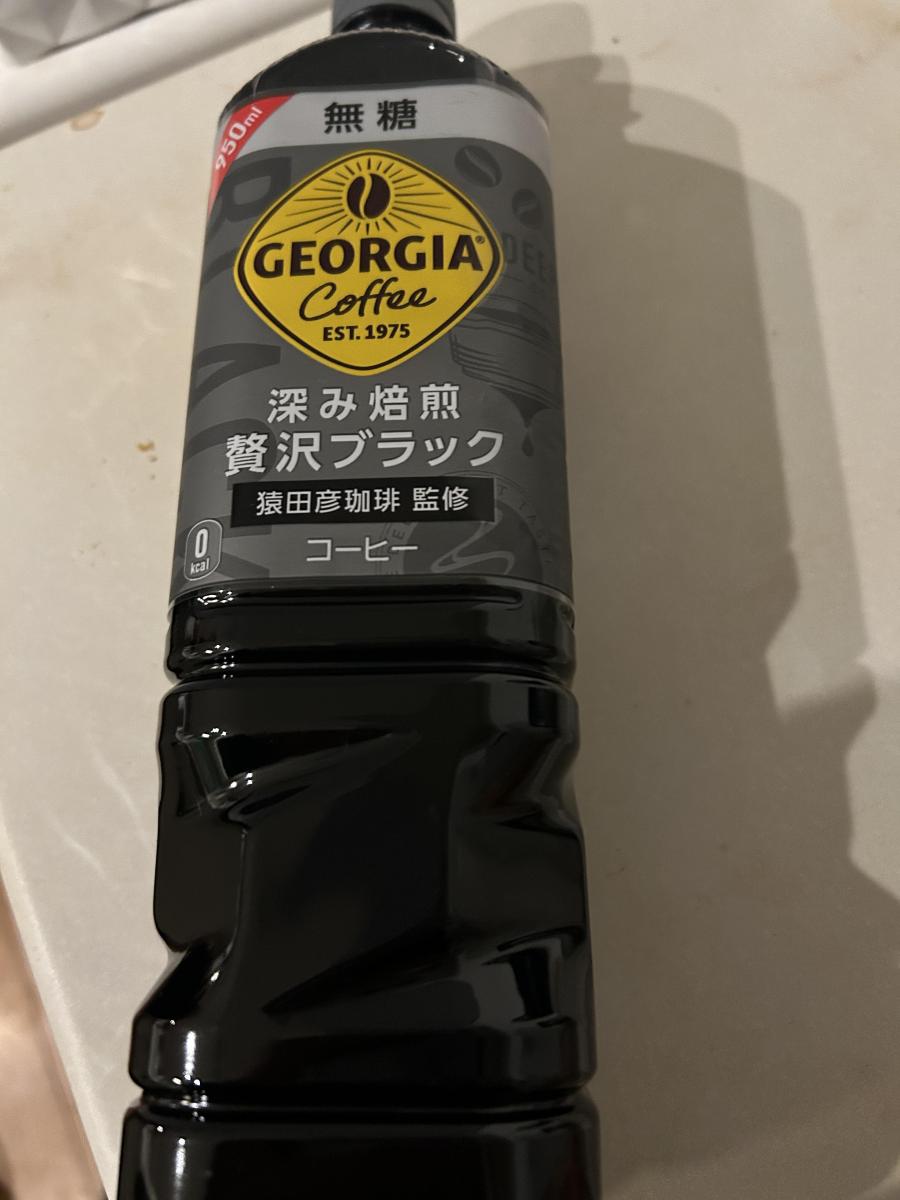 無糖
950ml
GEORGIA®
Coffee
EST. 1975
深み焙煎
贅沢ブラック
猿田彦珈琲 監修
0
kcal
コーヒー